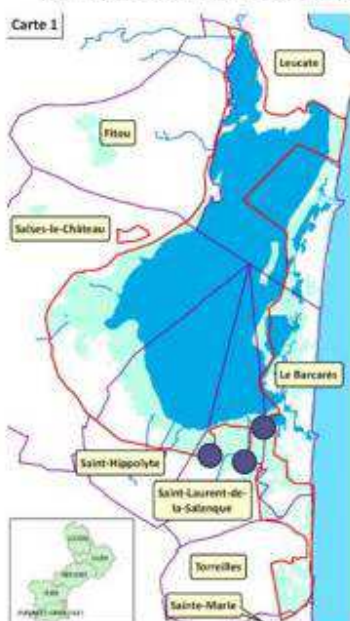 Carte 1
Leucate
Fitou
Salses-le-Château
Le Barcarès
Saint-Hippolyte
Saint-Laurent-de-
la-Salanque
Torreilles
Sainte-Marie